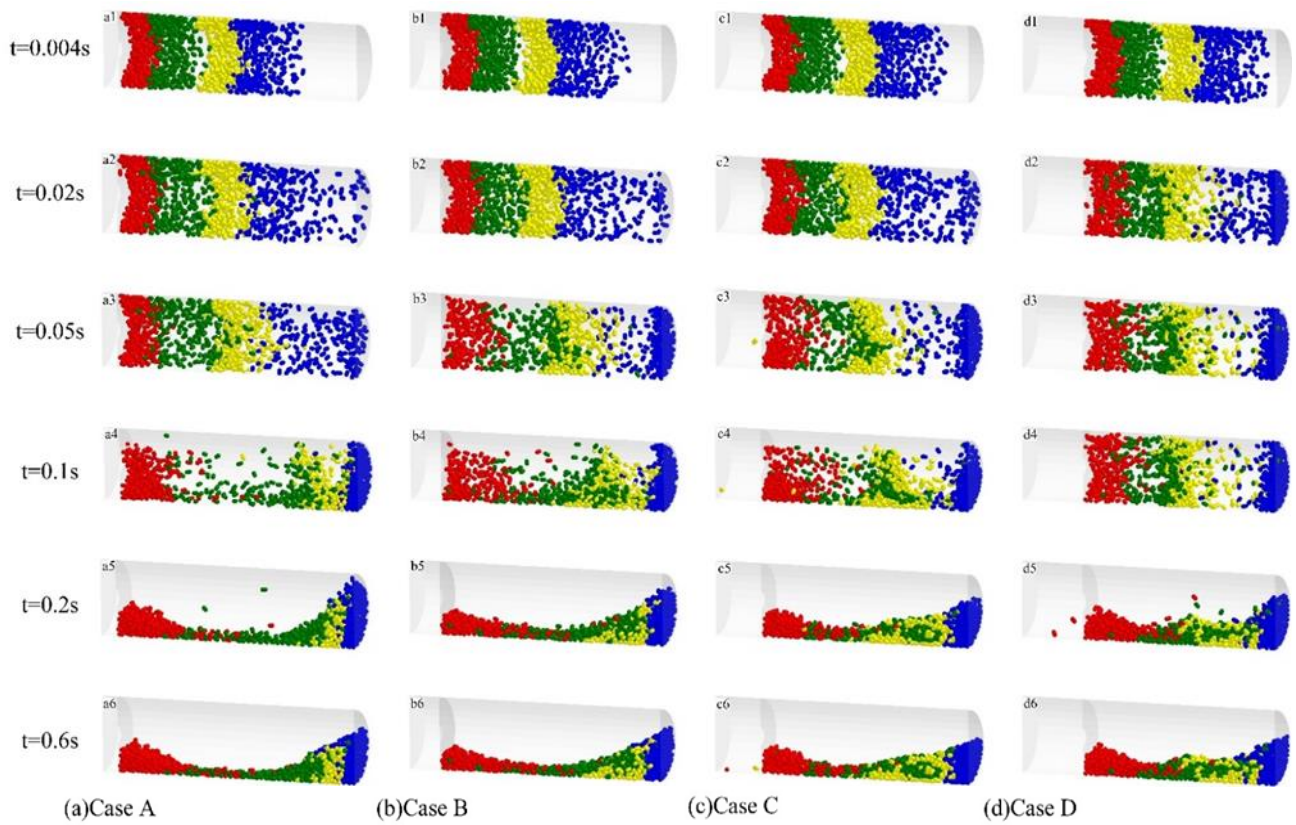 a1 b1 c1 d1
t=0.004s
a2 b2 c2 d2
t=0.02s
a3 b3 c3 d3
t=0.05s
a4 b4 c4 d4
t=0.1s
a5 b5 c5 d5
t=0.2s
a6 b6 c6 d6
t=0.6s
(a)Case A (b)Case B (c)Case C (d)Case D